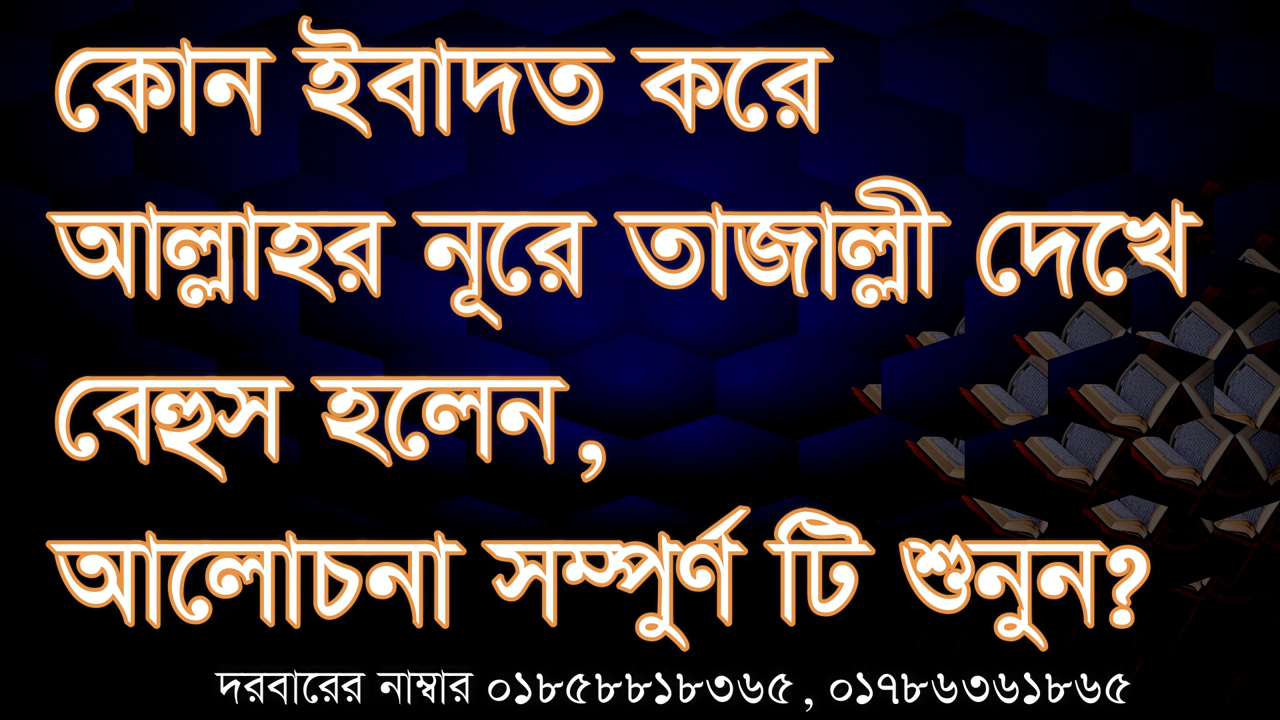 কোন ইবাদত করে
আল্লাহর নূরে তাজাল্লী দেখে
বেহুস হলেন,
আলোচনা সম্পুর্ণ টি শুনুন?
দরবারের নাম্বার ০১৮৫৮৮১৮৩৬৫, ০১৭৮৬৩৬১৮৬৫